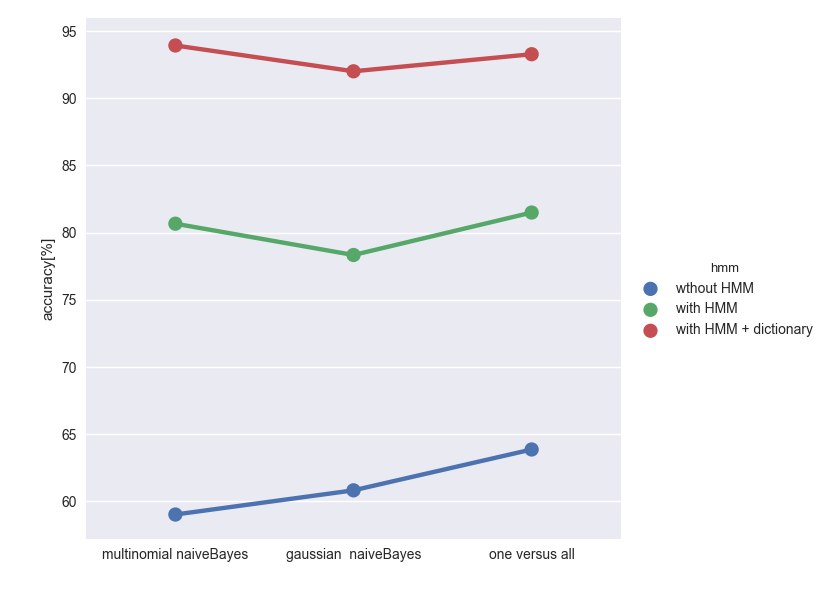 95
90
85
80
75
70
65
60
accuracy[%]
multinomial naiveBayes
gaussian  naiveBayes
one versus all
hmm
wthout HMM
with HMM
with HMM + dictionary